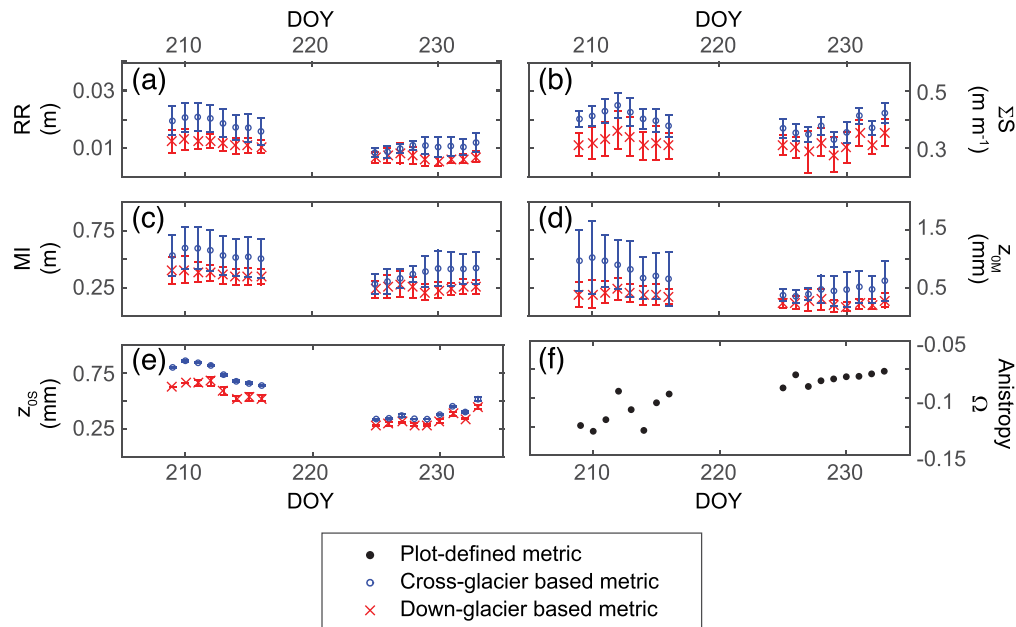 DOY DOY
210 220 230 210 220 230
(a) (b)
0.03 0.5
RR (m) ΣS (m m⁻¹)
0.01 0.3
(c) (d)
0.75 1.5
MI (m) z₀M (mm)
0.25 0.5
(e) (f) -0.05
0.75 Anistropy Ω
z₀S (mm) -0.1
0.25
-0.15
210 220 230 210 220 230
DOY DOY
Plot-defined metric
Cross-glacier based metric
Down-glacier based metric